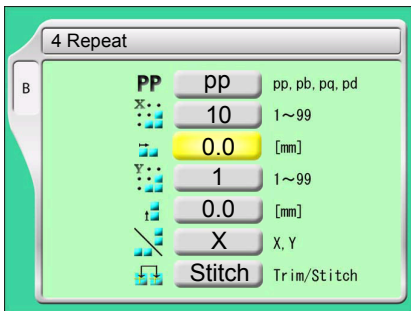 4 Repeat
B
PP pp pp, pb, pq, pd
X 10 1~99
0.0 [mm]
Y 1 1~99
0.0 [mm]
X X, Y
Stitch Trim/Stitch